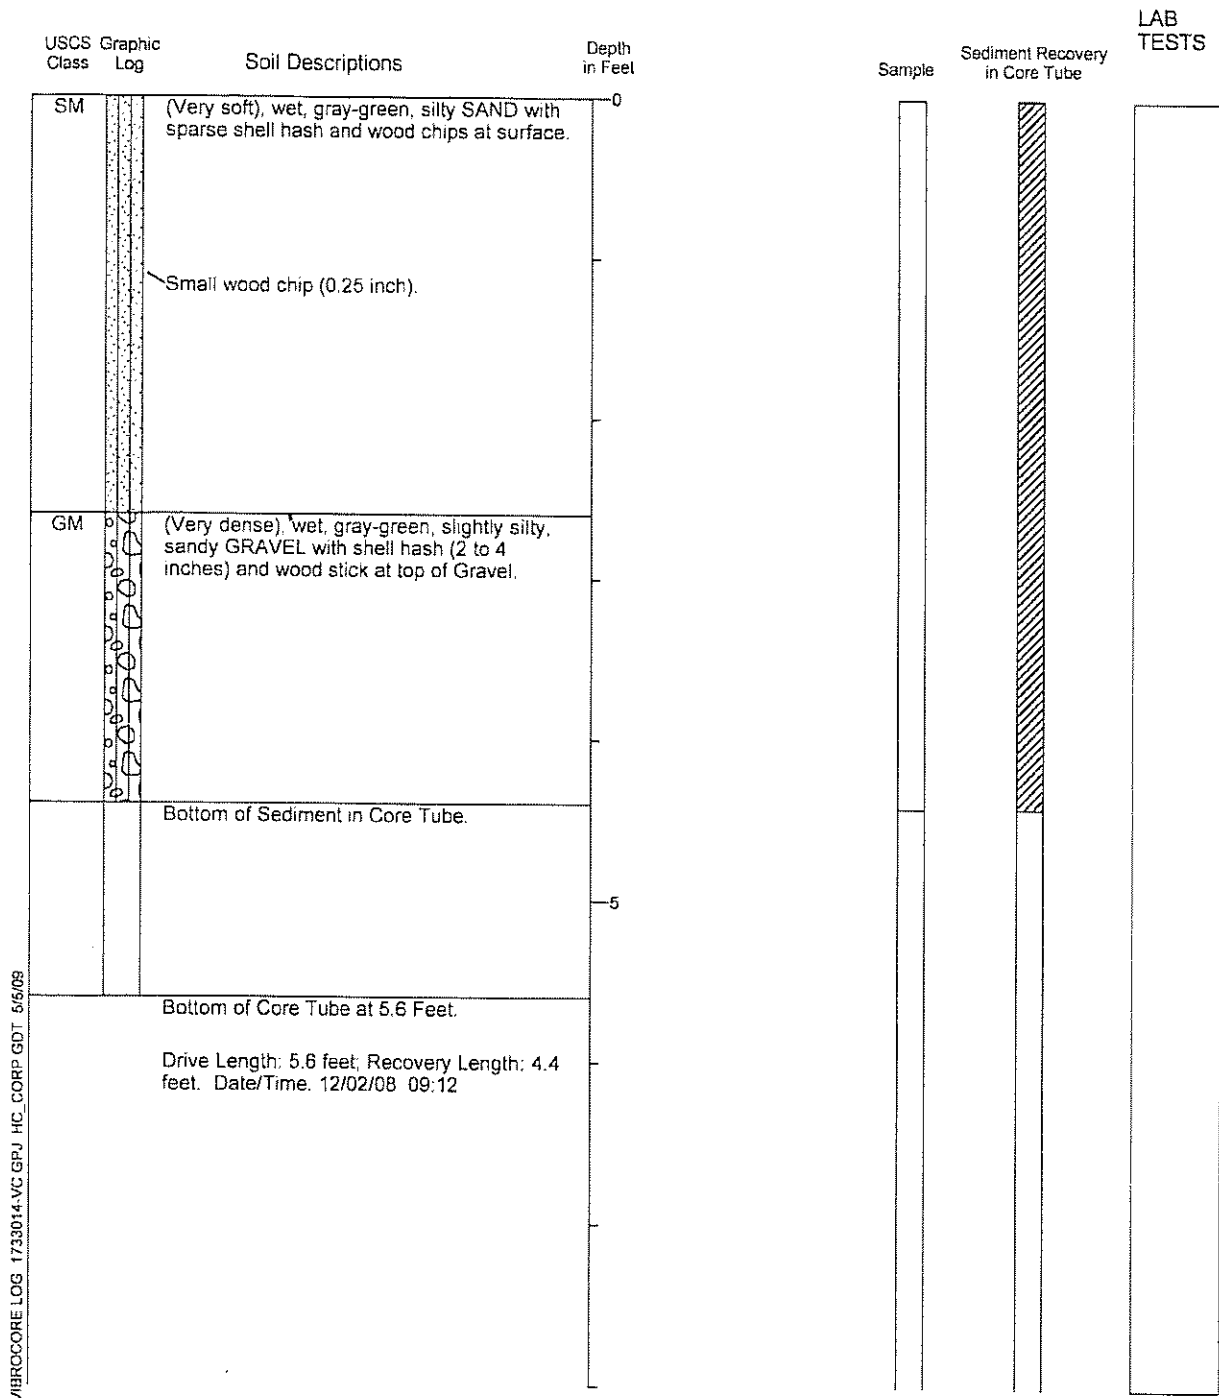 USCS Class
Graphic Log
Soil Descriptions
Depth in Feet
Sample
Sediment Recovery in Core Tube
LAB TESTS
SM
(Very soft), wet, gray-green, silty SAND with
sparse shell hash and wood chips at surface.
0
Small wood chip (0.25 inch).
GM
(Very dense), wet, gray-green, slightly silty,
sandy GRAVEL with shell hash (2 to 4
inches) and wood stick at top of Gravel.
Bottom of Sediment in Core Tube.
5
Bottom of Core Tube at 5.6 Feet.
Drive Length: 5.6 feet; Recovery Length: 4.4
feet. Date/Time. 12/02/08 09:12
VIBROCORE LOG 1733014-VC GPJ HC_CORP GDT 5/5/09